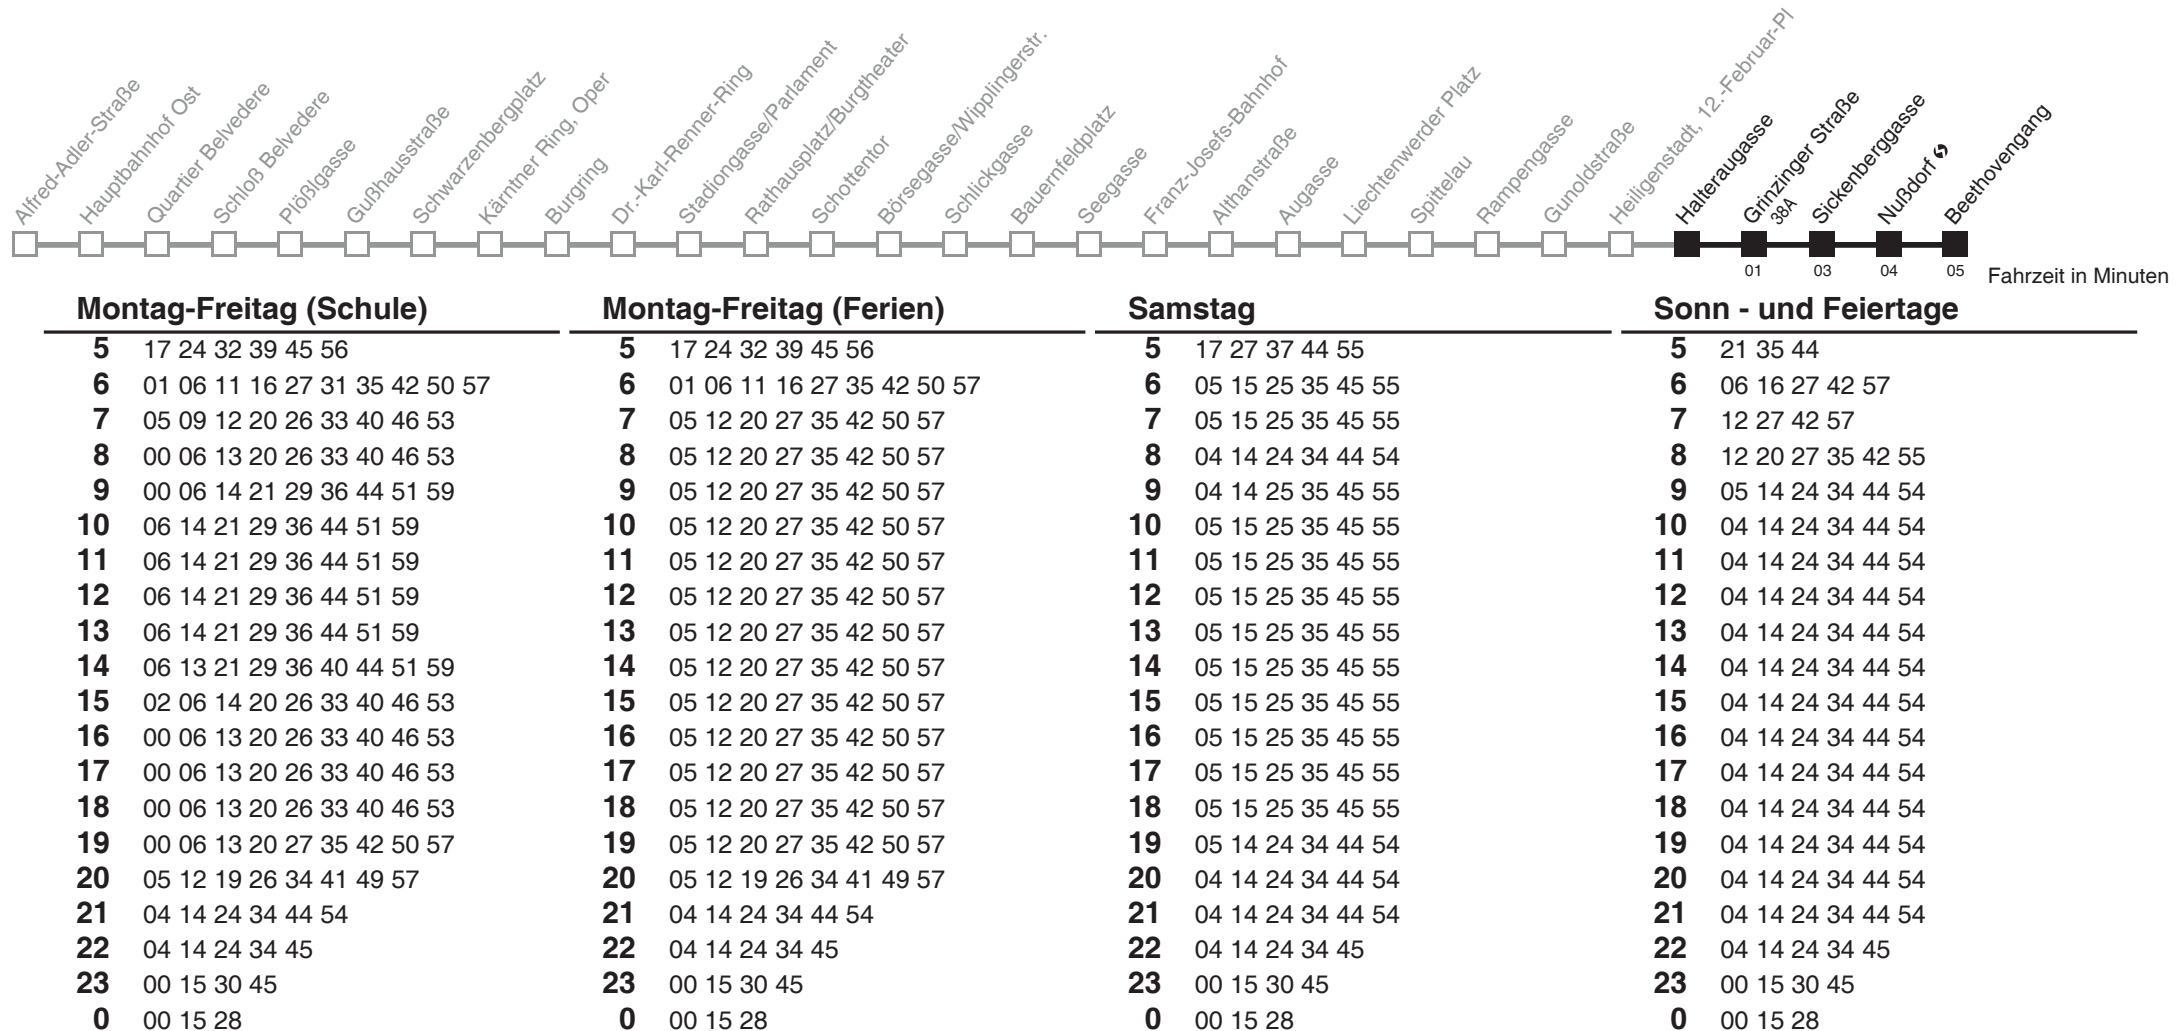 Alfred-Adler-Straße
Hauptbahnhof Ost
Quartier Belvedere
Schloß Belvedere
Plößlgasse
Gußhausstraße
Schwarzenbergplatz
Kärntner Ring, Oper
Burgring
Dr.-Karl-Renner-Ring
Stadiongasse/Parlament
Rathausplatz/Burgtheater
Schottentor
Börsegasse/Wipplingerstr.
Schlickgasse
Bauernfeldplatz
Seegasse
Franz-Josefs-Bahnhof
Althanstraße
Augasse
Liechtenwerder Platz
Spittelau
Rampengasse
Gunoldstraße
Heiligenstadt, 12.-Februar-Pl
Halteraugasse
Grinzinger Straße
38A
Sickenberggasse
Nußdorf
Beethovengang
01 03 04 05 Fahrzeit in Minuten
Montag-Freitag (Schule)
5 17 24 32 39 45 56
6 01 06 11 16 27 31 35 42 50 57
7 05 09 12 20 26 33 40 46 53
8 00 06 13 20 26 33 40 46 53
9 00 06 14 21 29 36 44 51 59
10 06 14 21 29 36 44 51 59
11 06 14 21 29 36 44 51 59
12 06 14 21 29 36 44 51 59
13 06 14 21 29 36 44 51 59
14 06 13 21 29 36 40 44 51 59
15 02 06 14 20 26 33 40 46 53
16 00 06 13 20 26 33 40 46 53
17 00 06 13 20 26 33 40 46 53
18 00 06 13 20 26 33 40 46 53
19 00 06 13 20 27 35 42 50 57
20 05 12 19 26 34 41 49 57
21 04 14 24 34 44 54
22 04 14 24 34 45
23 00 15 30 45
0 00 15 28
Montag-Freitag (Ferien)
5 17 24 32 39 45 56
6 01 06 11 16 27 35 42 50 57
7 05 12 20 27 35 42 50 57
8 05 12 20 27 35 42 50 57
9 05 12 20 27 35 42 50 57
10 05 12 20 27 35 42 50 57
11 05 12 20 27 35 42 50 57
12 05 12 20 27 35 42 50 57
13 05 12 20 27 35 42 50 57
14 05 12 20 27 35 42 50 57
15 05 12 20 27 35 42 50 57
16 05 12 20 27 35 42 50 57
17 05 12 20 27 35 42 50 57
18 05 12 20 27 35 42 50 57
19 05 12 20 27 35 42 50 57
20 05 12 19 26 34 41 49 57
21 04 14 24 34 44 54
22 04 14 24 34 45
23 00 15 30 45
0 00 15 28
Samstag
5 17 27 37 44 55
6 05 15 25 35 45 55
7 05 15 25 35 45 55
8 04 14 24 34 44 54
9 04 14 25 35 45 55
10 05 15 25 35 45 55
11 05 15 25 35 45 55
12 05 15 25 35 45 55
13 05 15 25 35 45 55
14 05 15 25 35 45 55
15 05 15 25 35 45 55
16 05 15 25 35 45 55
17 05 15 25 35 45 55
18 05 15 25 35 45 55
19 05 14 24 34 44 54
20 04 14 24 34 44 54
21 04 14 24 34 44 54
22 04 14 24 34 45
23 00 15 30 45
0 00 15 28
Sonn - und Feiertage
5 21 35 44
6 06 16 27 42 57
7 12 27 42 57
8 12 20 27 35 42 55
9 05 14 24 34 44 54
10 04 14 24 34 44 54
11 04 14 24 34 44 54
12 04 14 24 34 44 54
13 04 14 24 34 44 54
14 04 14 24 34 44 54
15 04 14 24 34 44 54
16 04 14 24 34 44 54
17 04 14 24 34 44 54
18 04 14 24 34 44 54
19 04 14 24 34 44 54
20 04 14 24 34 44 54
21 04 14 24 34 44 54
22 04 14 24 34 45
23 00 15 30 45
0 00 15 28